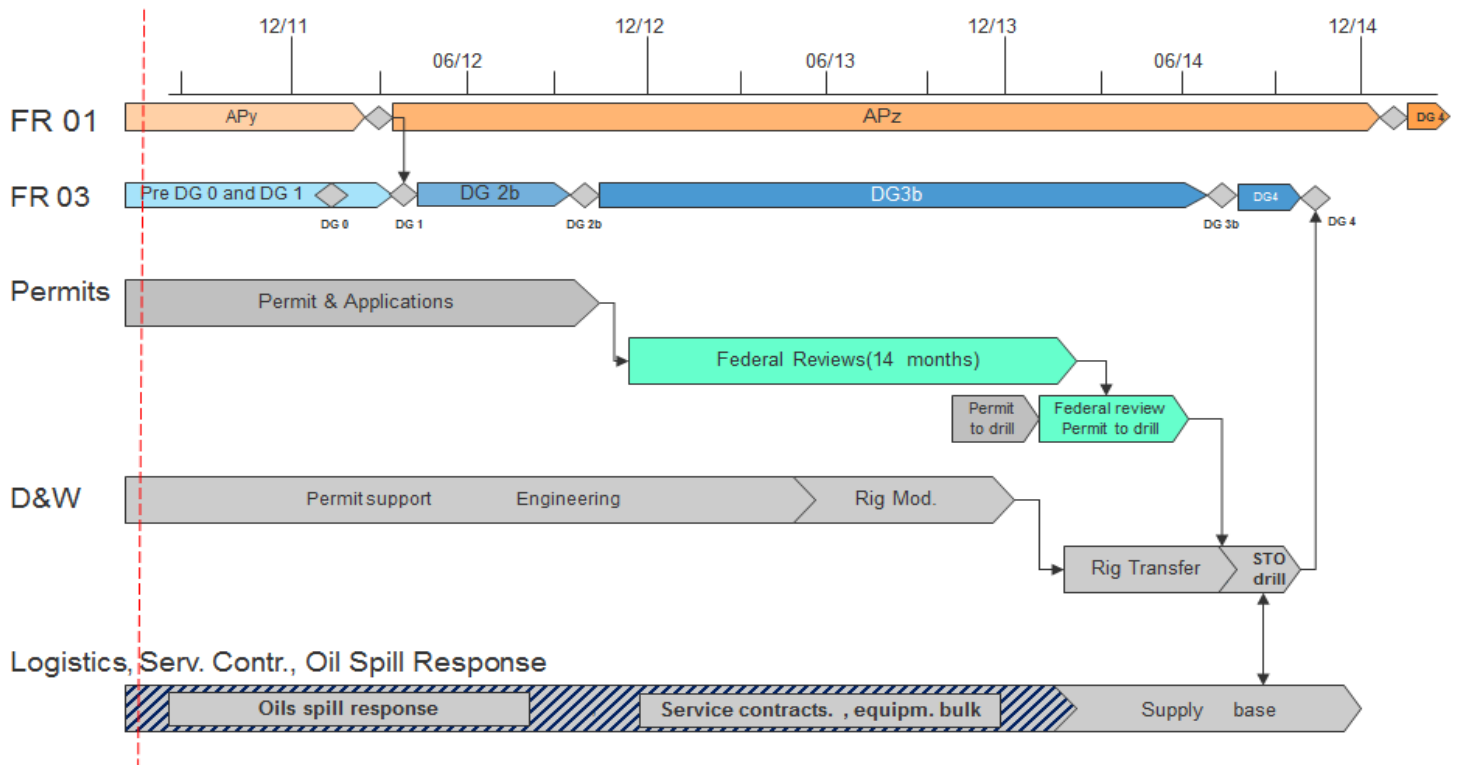 12/11
12/12
12/13
12/14
06/12
06/13
06/14
FR 01
APy
APz
DG 4
FR 03
Pre DG 0 and DG 1
DG 2b
DG3b
DG4
DG 0
DG 1
DG 2b
DG 3b
DG 4
Permits
Permit & Applications
Federal Reviews(14 months)
Permit
to drill
Federal review
Permit to drill
D&W
Permit support
Engineering
Rig Mod.
Rig Transfer
STO
drill
Logistics, Serv. Contr., Oil Spill Response
Oils spill response
Service contracts. , equipm. bulk
Supply base